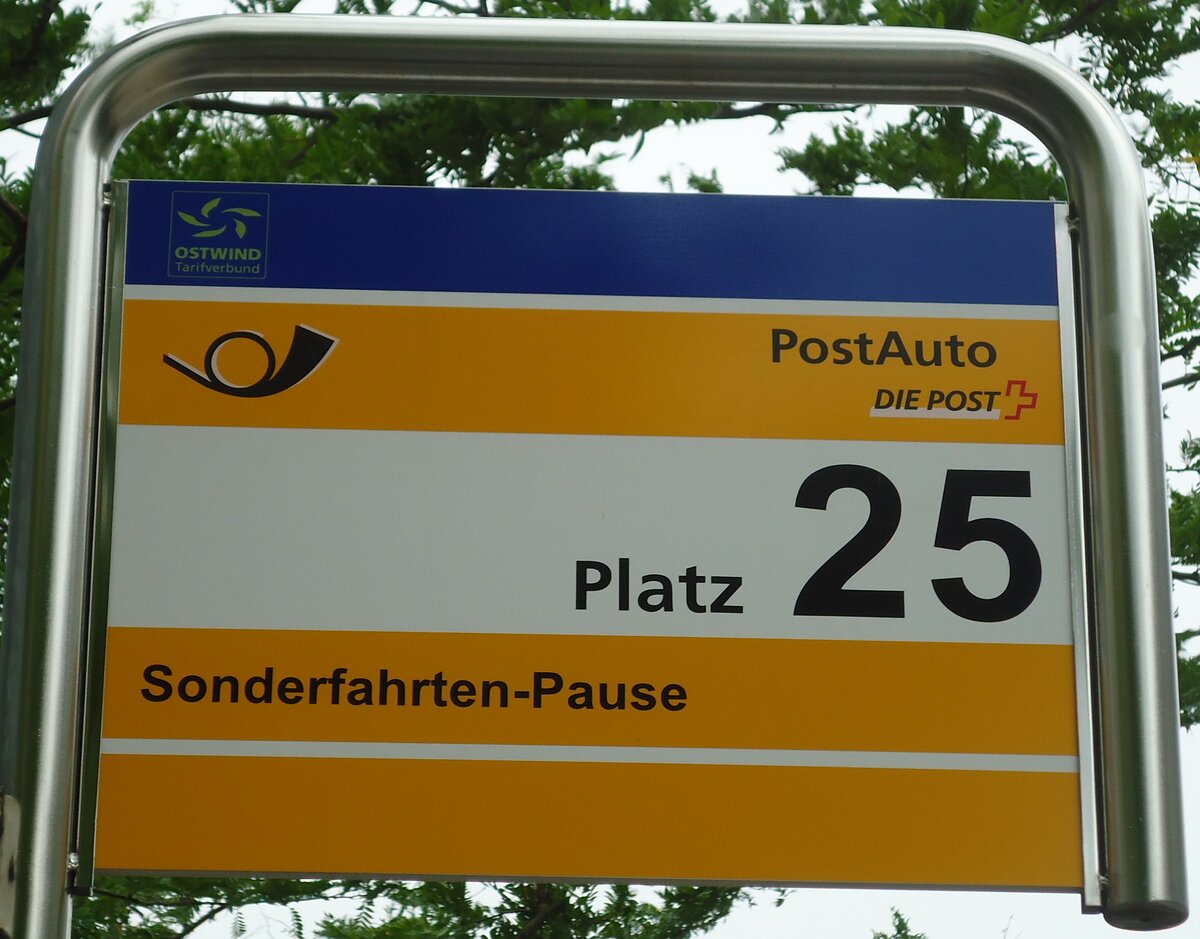 OSTWIND
Tarifverbund
PostAuto
DIE POST
Platz 25
Sonderfahrten-Pause